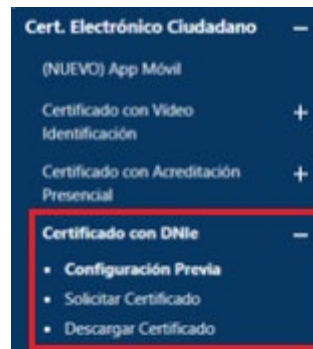 Cert. Electrónico Ciudadano −
(NUEVO) App Móvil
Certificado con Vídeo +
Identificación
Certificado con Acreditación +
Presencial
Certificado con DNIe −
• Configuración Previa
• Solicitar Certificado
• Descargar Certificado